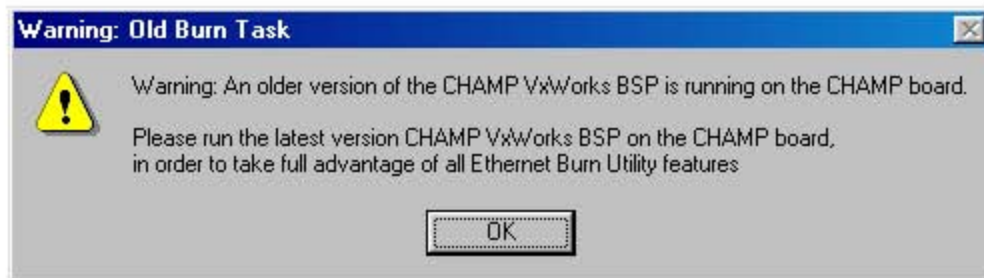 Warning: Old Burn Task
Warning: An older version of the CHAMP VxWorks BSP is running on the CHAMP board.
Please run the latest version CHAMP VxWorks BSP on the CHAMP board,
in order to take full advantage of all Ethernet Burn Utility features
OK